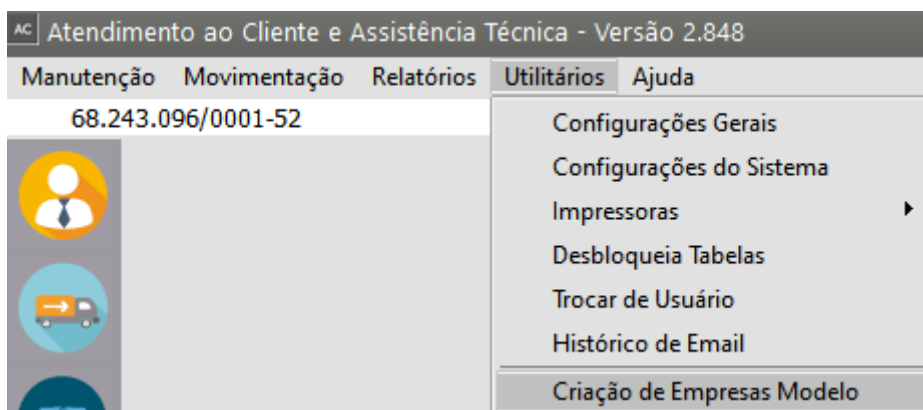 AC Atendimento ao Cliente e Assistência Técnica - Versão 2.848
Manutenção Movimentação Relatórios Utilitários Ajuda
68.243.096/0001-52
Configurações Gerais
Configurações do Sistema
Impressoras
Desbloqueia Tabelas
Trocar de Usuário
Histórico de Email
Criação de Empresas Modelo